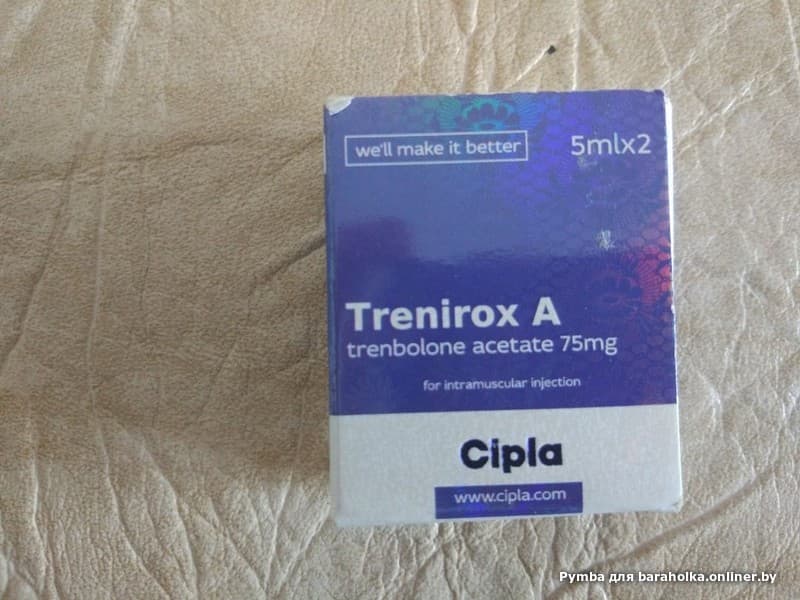 we'll make it better
5mlx2
Trenirox A
trenbolone acetate 75mg
for intramuscular injection
Cipla
www.cipla.com
Pymba для baraholka.onliner.by